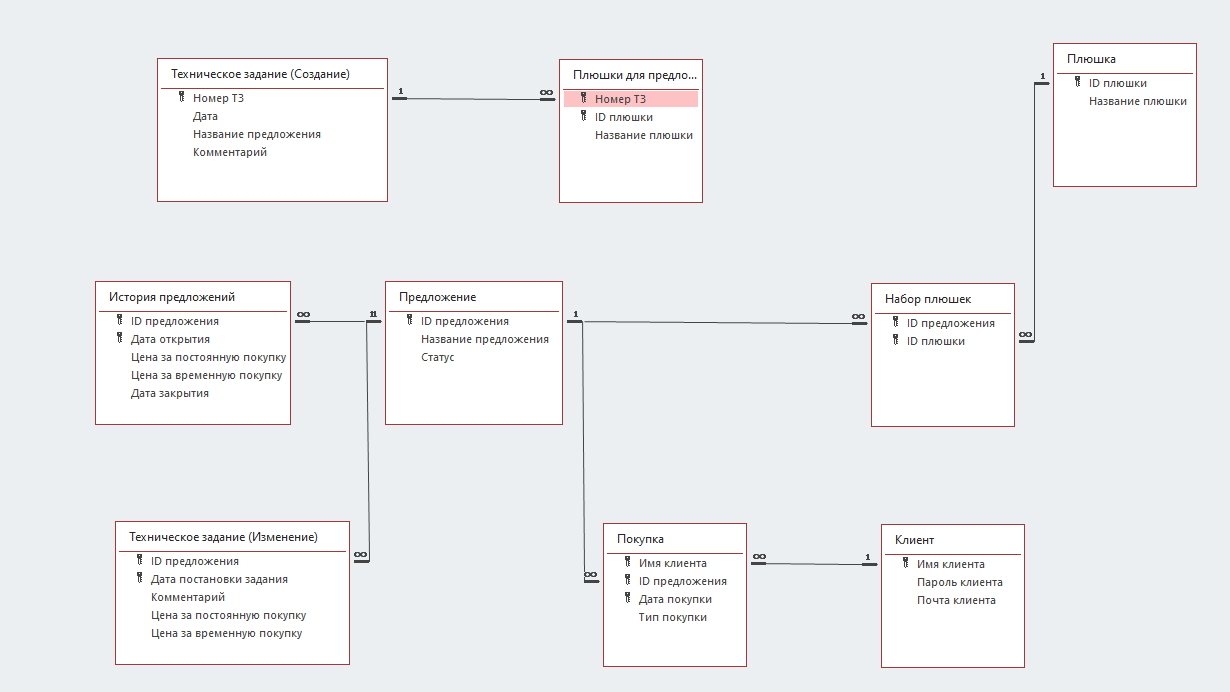 Техническое задание (Создание)
Номер ТЗ
Дата
Название предложения
Комментарий
1
∞
Плюшки для предло...
Номер ТЗ
ID плюшки
Название плюшки
Плюшка
ID плюшки
Название плюшки
1
История предложений
ID предложения
Дата открытия
Цена за постоянную покупку
Цена за временную покупку
Дата закрытия
∞
11
Предложение
ID предложения
Название предложения
Статус
1
∞
Набор плюшек
ID предложения
ID плюшки
∞
Техническое задание (Изменение)
ID предложения
Дата постановки задания
Комментарий
Цена за постоянную покупку
Цена за временную покупку
∞
∞
Покупка
Имя клиента
ID предложения
Дата покупки
Тип покупки
∞
1
Клиент
Имя клиента
Пароль клиента
Почта клиента